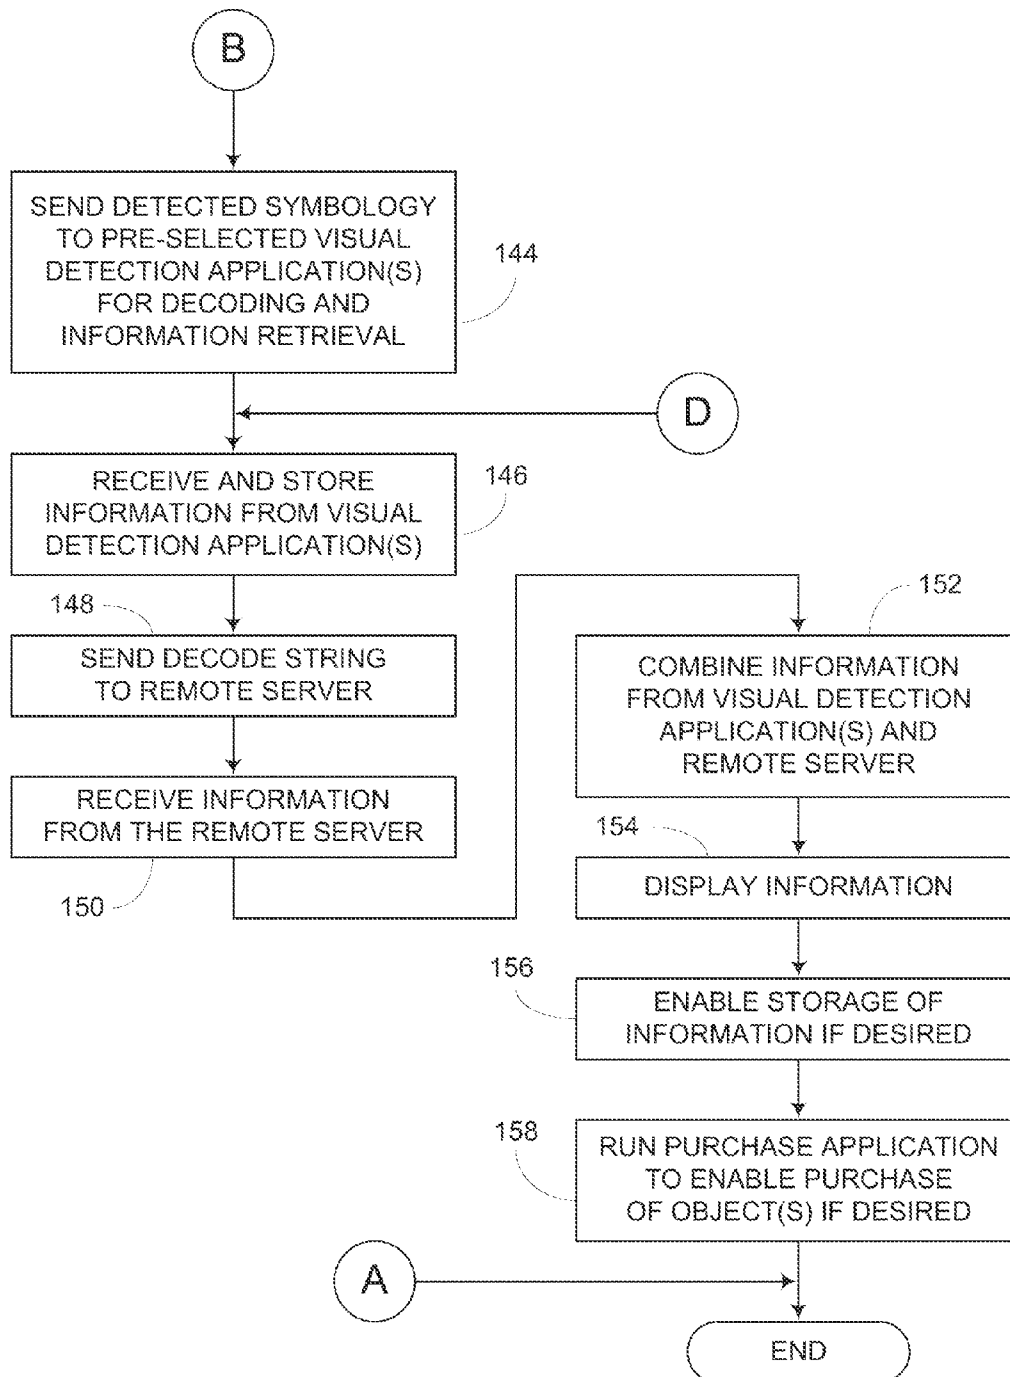 B
SEND DETECTED SYMBOLOGY
TO PRE-SELECTED VISUAL
DETECTION APPLICATION(S)
FOR DECODING AND
INFORMATION RETRIEVAL
144
D
RECEIVE AND STORE
INFORMATION FROM VISUAL
DETECTION APPLICATION(S)
146
148
SEND DECODE STRING
TO REMOTE SERVER
RECEIVE INFORMATION
FROM THE REMOTE SERVER
150
152
COMBINE INFORMATION
FROM VISUAL DETECTION
APPLICATION(S) AND
REMOTE SERVER
154
DISPLAY INFORMATION
156
ENABLE STORAGE OF
INFORMATION IF DESIRED
158
RUN PURCHASE APPLICATION
TO ENABLE PURCHASE
OF OBJECT(S) IF DESIRED
A
END